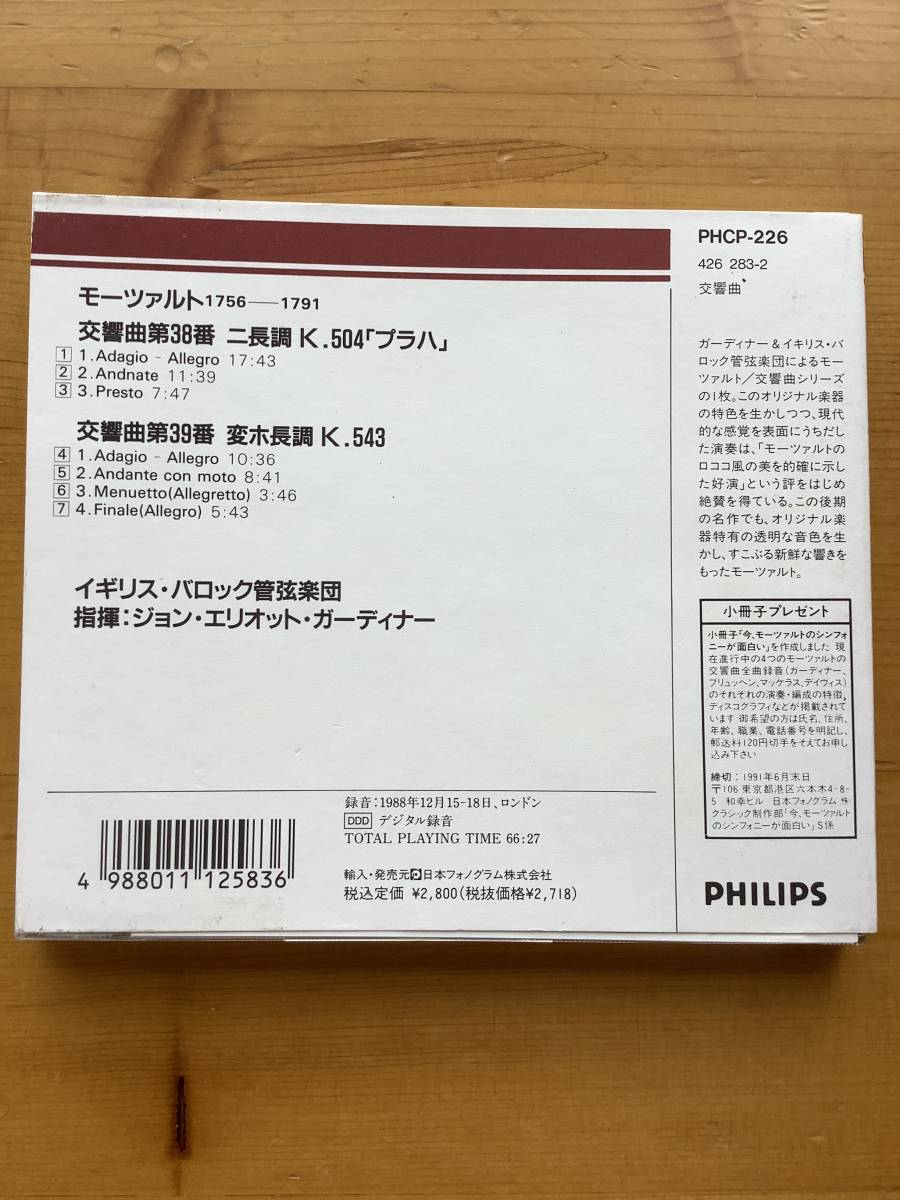 モーツァルト1756——1791
交響曲第38番 ニ長調 K.504「プラハ」
1 1.Adagio – Allegro 17:43
2 2.Andnate 11:39
3 3.Presto 7:47
交響曲第39番 変ホ長調 K.543
4 1.Adagio – Allegro 10:36
5 2.Andante con moto 8:41
6 3.Menuetto(Allegretto) 3:46
7 4.Finale(Allegro) 5:43
イギリス・バロック管弦楽団
指揮:ジョン・エリオット・ガーディナー
録音:1988年12月15-18日、ロンドン
DDD デジタル録音
TOTAL PLAYING TIME 66:27
輸入・発売元 日本フォノグラム株式会社
税込定価 ¥2,800(税抜価格¥2,718)
4 988011 125836
PHCP-226
426 283-2
交響曲
ガーディナー&イギリス・バ
ロック管弦楽団によるモー
ツァルト/交響曲シリーズ
の1枚。このオリジナル楽器
の特色を生かしつつ、現代
的な感覚を表面にうちだし
た演奏は、「モーツァルトの
ロココ風の美を的確に示し
た好演」という評をはじめ
絶賛を得ている。この後期
の名作でも、オリジナル楽
器特有の透明な音色を生
かし、すこぶる新鮮な響きを
もったモーツァルト。
小冊子プレゼント
小冊子「今、モーツァルトのシンフォ
ニーが面白い」を作成しました 現
在進行中の4つのモーツァルトの
交響曲全曲録音(ガーディナー、
ブリュッヘン、マッケラス、デイヴィス)
のそれぞれの演奏・編成の特徴、
ディスコグラフィなどが掲載されて
います 御希望の方は氏名、住所、
年齢、職業、電話番号を明記し、
郵送料120円切手をそえてお申し
込み下さい
締切:1991年6月末日
〒106 東京都港区六本木4-8-
5 和幸ビル 日本フォノグラム ㈱
クラシック制作部「今、モーツァルト
のシンフォニーが面白い」S係
PHILIPS